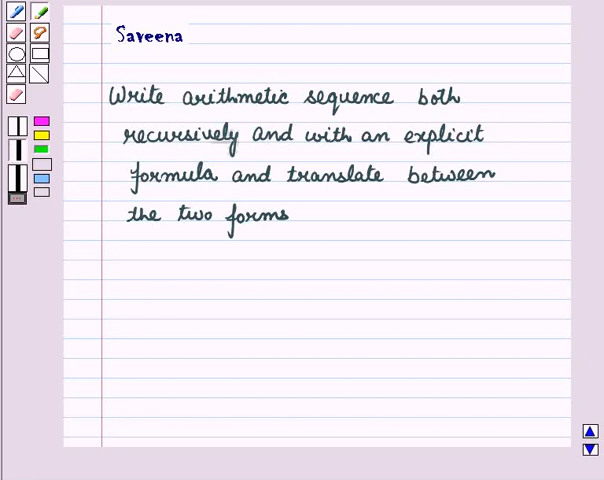 Saveena
Write arithmetic sequence both
recursively and with an explicit
formula and translate between
the two forms